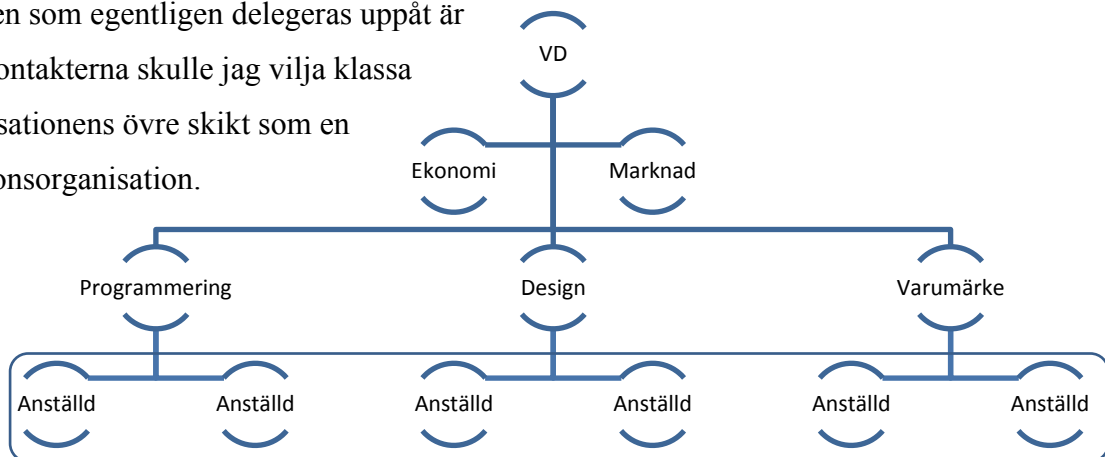 en som egentligen delegeras uppåt är
ontakterna skulle jag vilja klassa
sationens övre skikt som en
onsorganisation.
VD
Ekonomi Marknad
Programmering Design Varumärke
Anställd Anställd Anställd Anställd Anställd Anställd